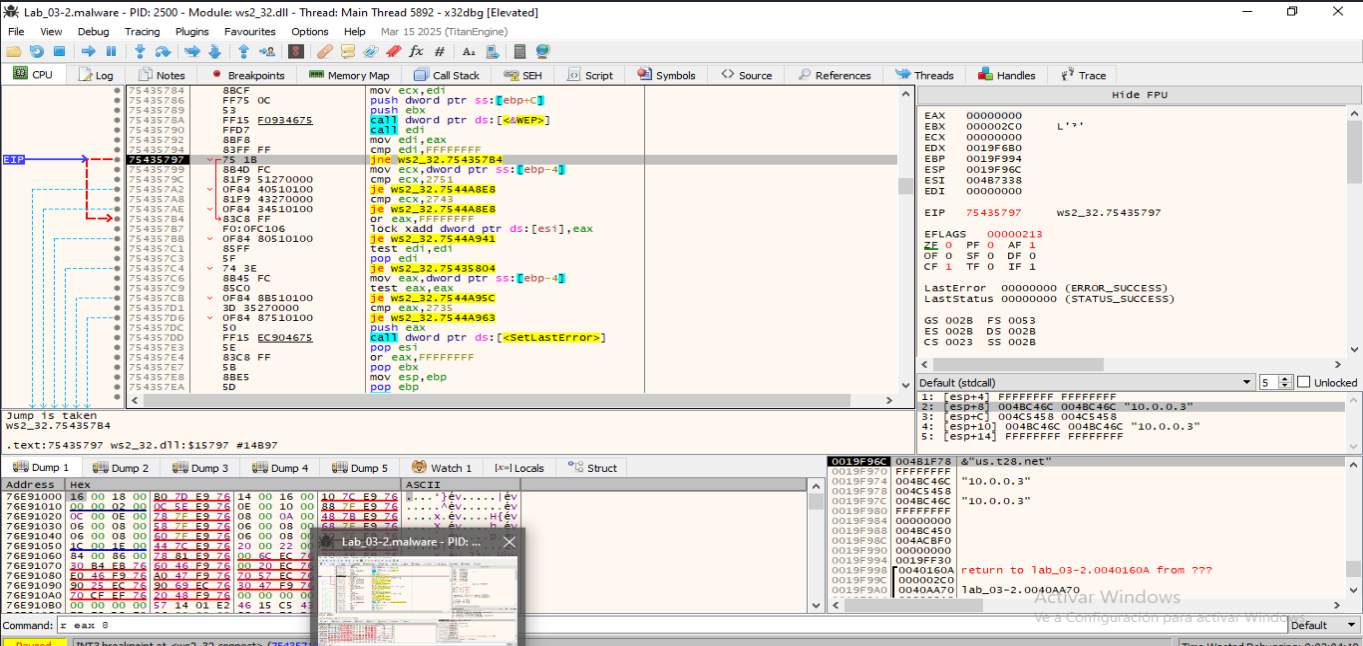 Lab_03-2.malware - PID: 2500 - Module: ws2_32.dll - Thread: Main Thread 5892 - x32dbg [Elevated]
File View Debug Tracing Plugins Favourites Options Help Mar 15 2025 (TitanEngine)
CPU Log Notes Breakpoints Memory Map Call Stack SEH Script Symbols Source References Threads Handles Trace
75435784 8BCF mov ecx,edi
75435786 FF75 0C push dword ptr ss:[ebp+C]
75435789 53 push ebx
7543578A FF15 F0934675 call dword ptr ds:[<&WEP>]
75435790 FFD7 call edi
75435792 8BF8 mov edi,eax
75435794 83FF FF cmp edi,FFFFFFFF
EIP 75435797 75 1B jne ws2_32.754357B4
75435799 8B4D FC mov ecx,dword ptr ss:[ebp-4]
7543579C 81F9 51270000 cmp ecx,2751
754357A2 0F84 40510100 je ws2_32.7544A8E8
754357A8 81F9 43270000 cmp ecx,2743
754357AE 0F84 34510100 je ws2_32.7544A8E8
754357B4 83C8 FF or eax,FFFFFFFF
754357B7 F0:0FC106 lock xadd dword ptr ds:[esi],eax
754357BB 0F84 80510100 je ws2_32.7544A941
754357C1 85FF test edi,edi
754357C3 5F pop edi
754357C4 74 3E je ws2_32.75435804
754357C6 8B45 FC mov eax,dword ptr ss:[ebp-4]
754357C9 85C0 test eax,eax
754357CB 0F84 8B510100 je ws2_32.7544A95C
754357D1 3D 35270000 cmp eax,2735
754357D6 0F84 87510100 je ws2_32.7544A963
754357DC 50 push eax
754357DD FF15 EC904675 call dword ptr ds:[<SetLastError>]
754357E3 5E pop esi
754357E4 83C8 FF or eax,FFFFFFFF
754357E7 5B pop ebx
754357E8 8BE5 mov esp,ebp
754357EA 5D pop ebp
Hide FPU
EAX 00000000
EBX 000002C0 L'?'
ECX 00000000
EDX 0019F6B0
EBP 0019F994
ESP 0019F96C
ESI 004B7338
EDI 00000000
EIP 75435797 ws2_32.75435797
EFLAGS 00000213
ZF 0 PF 0 AF 1
OF 0 SF 0 DF 0
CF 1 TF 0 IF 1
LastError 00000000 (ERROR_SUCCESS)
LastStatus 00000000 (STATUS_SUCCESS)
GS 002B FS 0053
ES 002B DS 002B
CS 0023 SS 002B
Default (stdcall) 5 Unlocked
1: [esp+4] FFFFFFFF FFFFFFFF
2: [esp+8] 004BC46C 004BC46C "10.0.0.3"
3: [esp+C] 004C5458 004C5458
4: [esp+10] 004BC46C 004BC46C "10.0.0.3"
5: [esp+14] FFFFFFFF FFFFFFFF
Jump is taken
ws2_32.754357B4
.text:75435797 ws2_32.dll:$15797 #14B97
Dump 1 Dump 2 Dump 3 Dump 4 Dump 5 Watch 1 [x=] Locals Struct
Address Hex ASCII
76E91000 16 00 18 00 B0 7D E9 76 14 00 16 00 10 7C E9 76
76E91010 00 00 02 00 0C 5E E9 76 0E 00 10 00 88 7F E9 76
76E91020 0C 00 0E 00 78 7F E9 76 08 00 0A 00 48 7B E9 76
76E91030 06 00 08 00 58 7F E9 76 06 00 08 00 68 7F E9 76
76E91040 06 00 08 00 60 7F E9 76 06 00 08 00
76E91050 1C 00 1E 00 44 7C E9 76 20 00 22 00
76E91060 84 00 86 00 78 81 E9 76 00 6C EC 76
76E91070 30 B4 EB 76 60 46 F9 76 00 20 EC 76
76E91080 E0 46 F9 76 A0 47 F9 76 70 57 EC 76
76E91090 90 25 EC 76 90 69 EC 76 30 47 F9 76
76E910A0 70 CF EF 76 20 48 F9 76 00 00 00 00
76E910B0 00 00 00 00 57 14 01 E2 46 15 C5 43
Lab_03-2.malware - PID: ...
0019F96C 004B1F78 &"us.t28.net"
0019F970 FFFFFFFF
0019F974 004BC46C "10.0.0.3"
0019F978 004C5458
0019F97C 004BC46C "10.0.0.3"
0019F980 FFFFFFFF
0019F984 00000000
0019F988 004BC450
0019F98C 004AC8F0
0019F990 00000000
0019F994 0019FF30
0019F998 0040160A return to lab_03-2.0040160A from ???
0019F99C 000002C0
0019F9A0 0040AA70 lab_03-2.0040AA70
Activar Windows
Ve a Configuración para activar Windows.
Command: r eax 0 Default
Paused INT3 breakpoint at <ws2_32.connect>
Time Wasted Debugging: